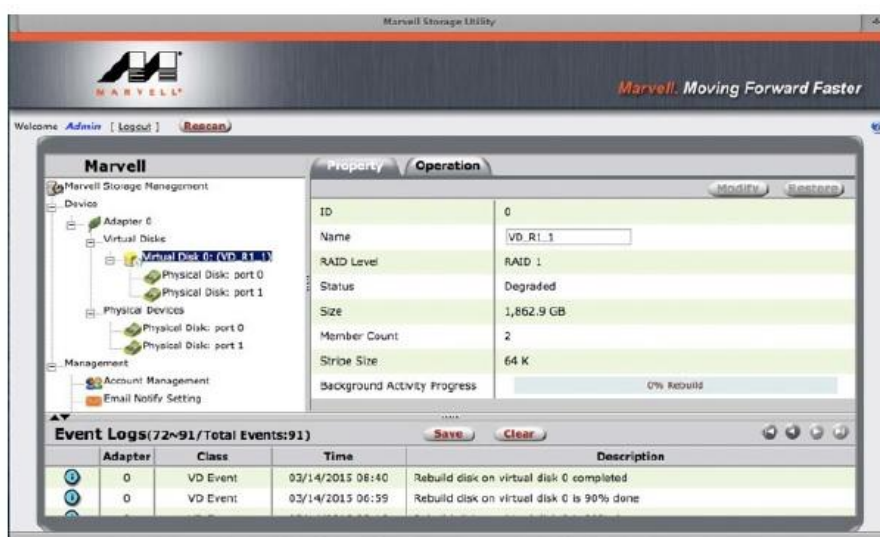 Marvell Storage Utility
MARVELL
Marvell. Moving Forward Faster
Welcome Admin [ Logout ] Rescan
Marvell
Marvell Storage Management
Device
Adapter 0
Virtual Disks
Virtual Disk 0: (VD_R1_1)
Physical Disk: port 0
Physical Disk: port 1
Physical Devices
Physical Disk: port 0
Physical Disk: port 1
Management
Account Management
Email Notify Setting
Property Operation
Modify Restore
ID 0
Name VD_R1_1
RAID Level RAID 1
Status Degraded
Size 1,862.9 GB
Member Count 2
Stripe Size 64 K
Background Activity Progress 0% Rebuild
Event Logs(72~91/Total Events:91) Save Clear
Adapter Class Time Description
0 VD Event 03/14/2015 08:40 Rebuild disk on virtual disk 0 completed
0 VD Event 03/14/2015 06:59 Rebuild disk on virtual disk 0 is 90% done